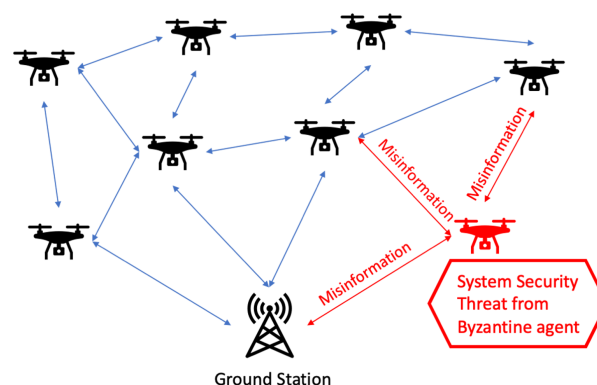 Misinformation
Misinformation
Misinformation
System Security
Threat from
Byzantine agent
Ground Station